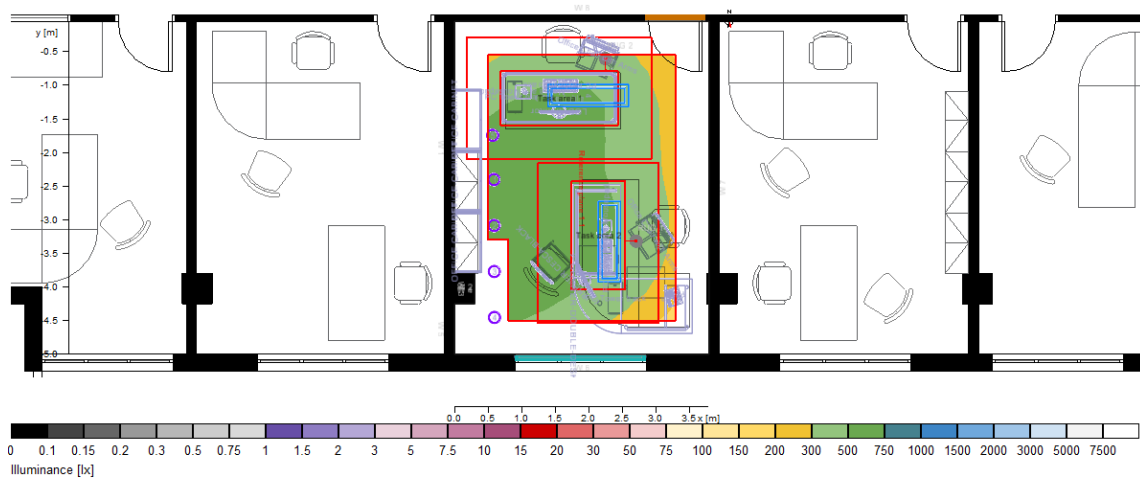 W 8
N
y [m]
-0.5
-1.0
-1.5
-2.0
-2.5
-3.0
-3.5
-4.0
-4.5
-5.0
Task area 1
Task area 2
W 7
0.0 0.5 1.0 1.5 2.0 2.5 3.0 3.5 x [m]
0 0.1 0.15 0.2 0.3 0.5 0.75 1 1.5 2 3 5 7.5 10 15 20 30 50 75 100 150 200 300 500 750 1000 1500 2000 3000 5000 7500
Illuminance [lx]